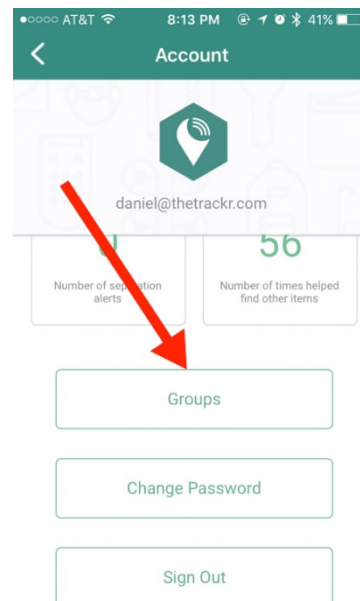 AT&T 8:13 PM 41%
Account
daniel@thetrackr.com
56
Number of separation
alerts
Number of times helped
find other items
Groups
Change Password
Sign Out